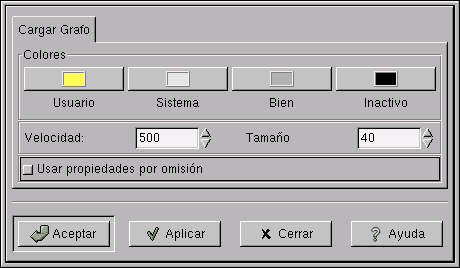 Cargar Grafo
Colores
Usuario Sistema Bien Inactivo
Velocidad: 500 Tamaño 40
Usar propiedades por omisión
Aceptar Aplicar Cerrar Ayuda